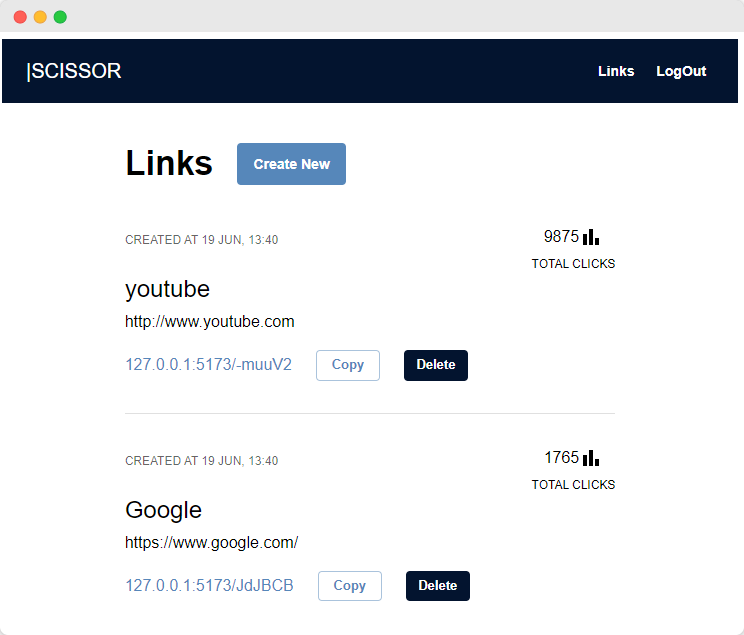 |SCISSOR
Links LogOut
Links Create New
CREATED AT 19 JUN, 13:40
9875
TOTAL CLICKS
youtube
http://www.youtube.com
127.0.0.1:5173/-muuV2 Copy Delete
CREATED AT 19 JUN, 13:40
1765
TOTAL CLICKS
Google
https://www.google.com/
127.0.0.1:5173/JdJBCB Copy Delete